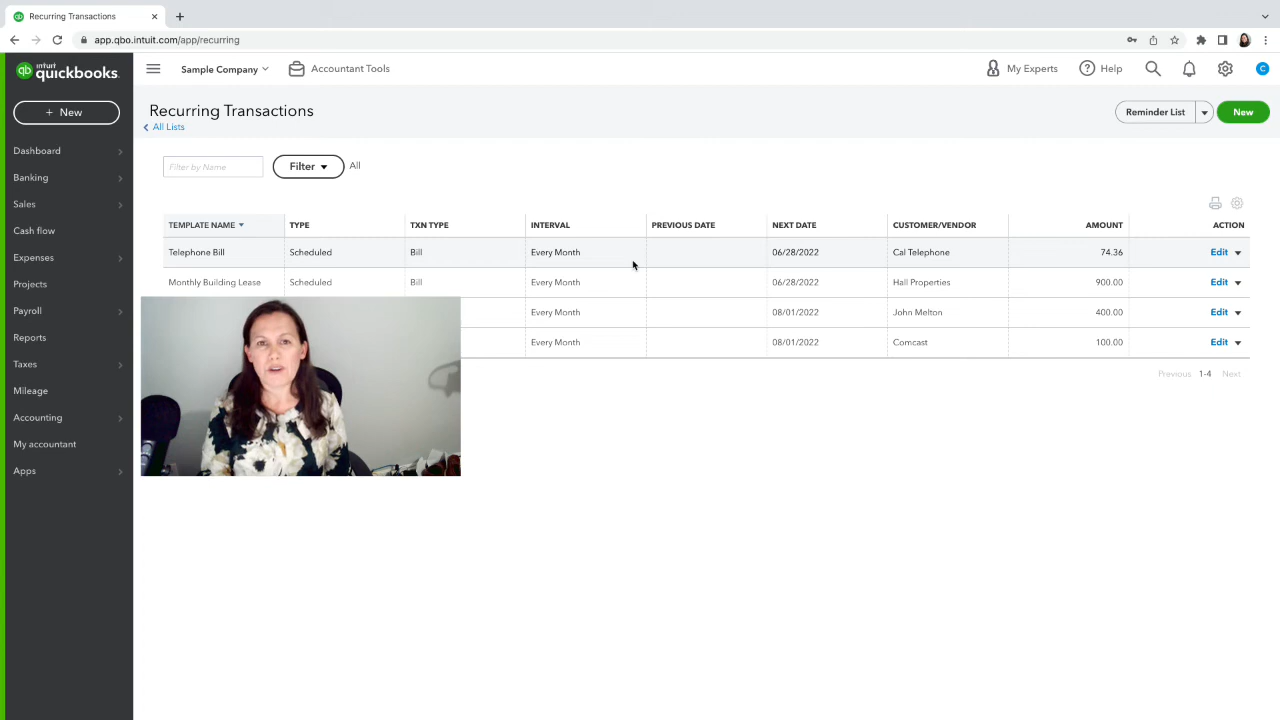 Recurring Transactions
app.qbo.intuit.com/app/recurring
intuit quickbooks.
Sample Company
Accountant Tools
My Experts
Help
C
+ New
Recurring Transactions
All Lists
Reminder List
New
Dashboard
Banking
Sales
Cash flow
Expenses
Projects
Payroll
Reports
Taxes
Mileage
Accounting
My accountant
Apps
Filter by Name
Filter
All
TEMPLATE NAME TYPE TXN TYPE INTERVAL PREVIOUS DATE NEXT DATE CUSTOMER/VENDOR AMOUNT ACTION
Telephone Bill Scheduled Bill Every Month 06/28/2022 Cal Telephone 74.36 Edit
Monthly Building Lease Scheduled Bill Every Month 06/28/2022 Hall Properties 900.00 Edit
Every Month 08/01/2022 John Melton 400.00 Edit
Every Month 08/01/2022 Comcast 100.00 Edit
Previous 1-4 Next